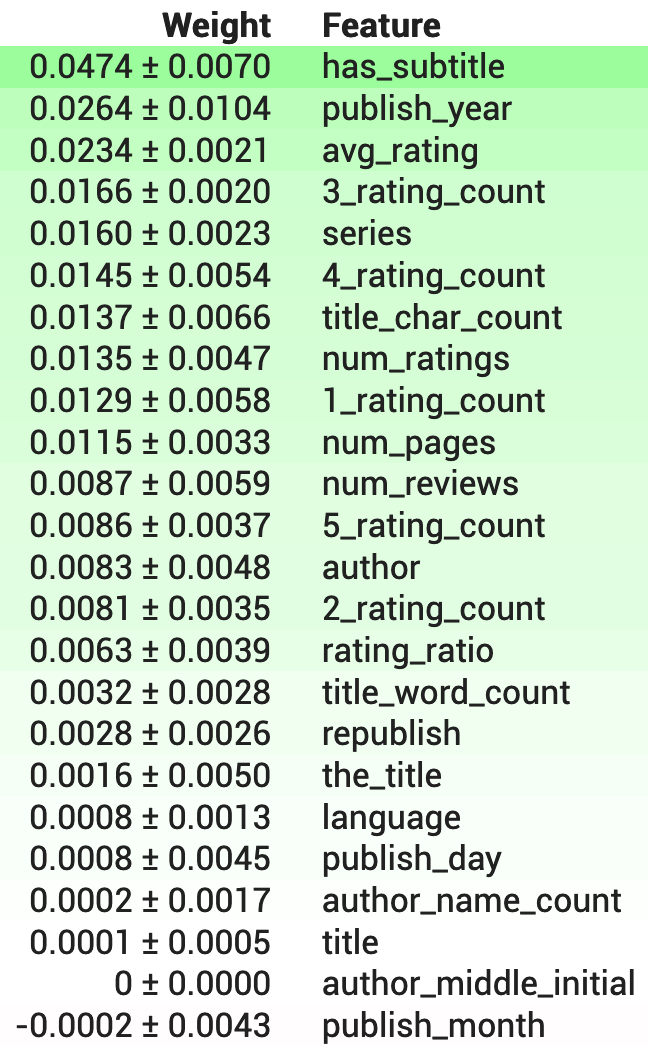 Weight Feature
0.0474 ± 0.0070 has_subtitle
0.0264 ± 0.0104 publish_year
0.0234 ± 0.0021 avg_rating
0.0166 ± 0.0020 3_rating_count
0.0160 ± 0.0023 series
0.0145 ± 0.0054 4_rating_count
0.0137 ± 0.0066 title_char_count
0.0135 ± 0.0047 num_ratings
0.0129 ± 0.0058 1_rating_count
0.0115 ± 0.0033 num_pages
0.0087 ± 0.0059 num_reviews
0.0086 ± 0.0037 5_rating_count
0.0083 ± 0.0048 author
0.0081 ± 0.0035 2_rating_count
0.0063 ± 0.0039 rating_ratio
0.0032 ± 0.0028 title_word_count
0.0028 ± 0.0026 republish
0.0016 ± 0.0050 the_title
0.0008 ± 0.0013 language
0.0008 ± 0.0045 publish_day
0.0002 ± 0.0017 author_name_count
0.0001 ± 0.0005 title
0 ± 0.0000 author_middle_initial
-0.0002 ± 0.0043 publish_month